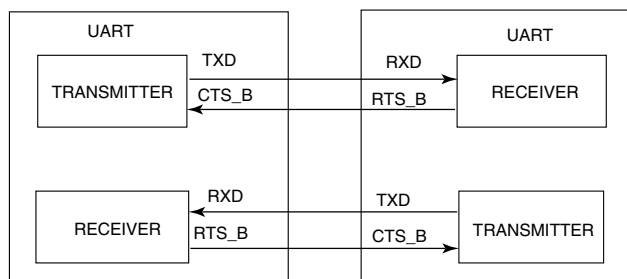 UART
UART
TXD
RXD
TRANSMITTER
CTS_B
RTS_B
RECEIVER
RXD
TXD
RECEIVER
RTS_B
CTS_B
TRANSMITTER